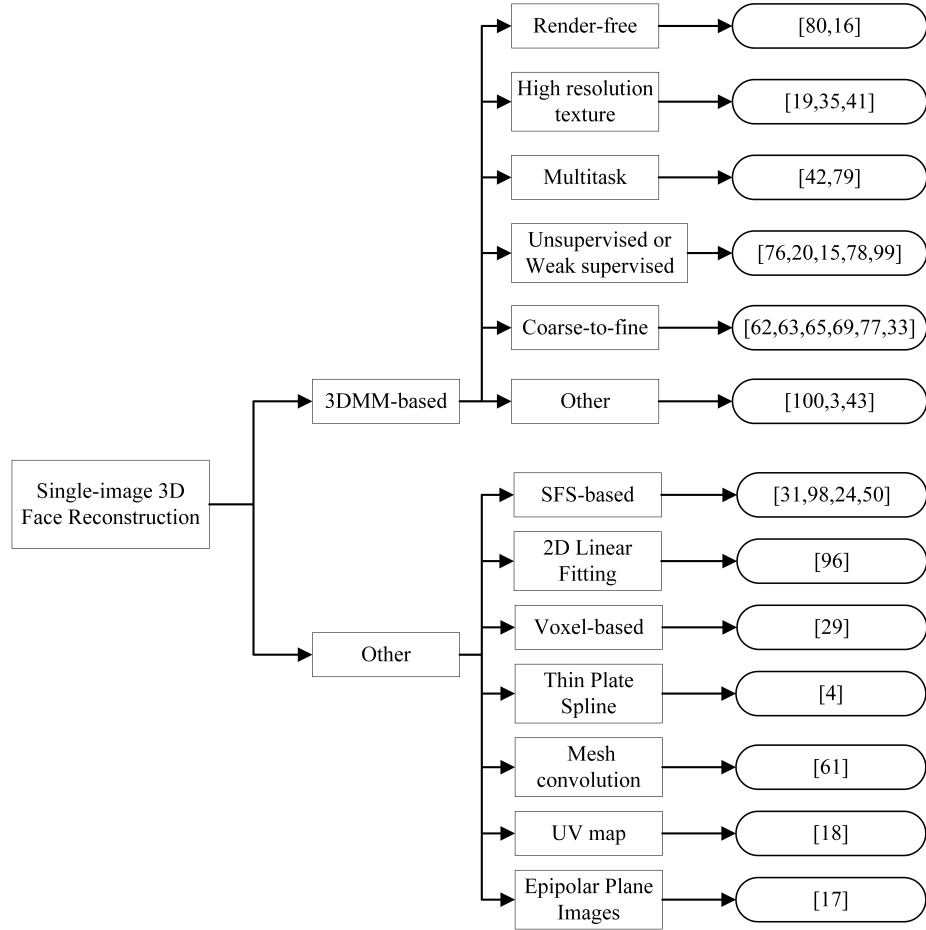 Render-free
[80,16]
High resolution
texture
[19,35,41]
Multitask
[42,79]
Unsupervised or
Weak supervised
[76,20,15,78,99]
Coarse-to-fine
[62,63,65,69,77,33]
3DMM-based
Other
[100,3,43]
Single-image 3D
Face Reconstruction
SFS-based
[31,98,24,50]
2D Linear
Fitting
[96]
Other
Voxel-based
[29]
Thin Plate
Spline
[4]
Mesh
convolution
[61]
UV map
[18]
Epipolar Plane
Images
[17]